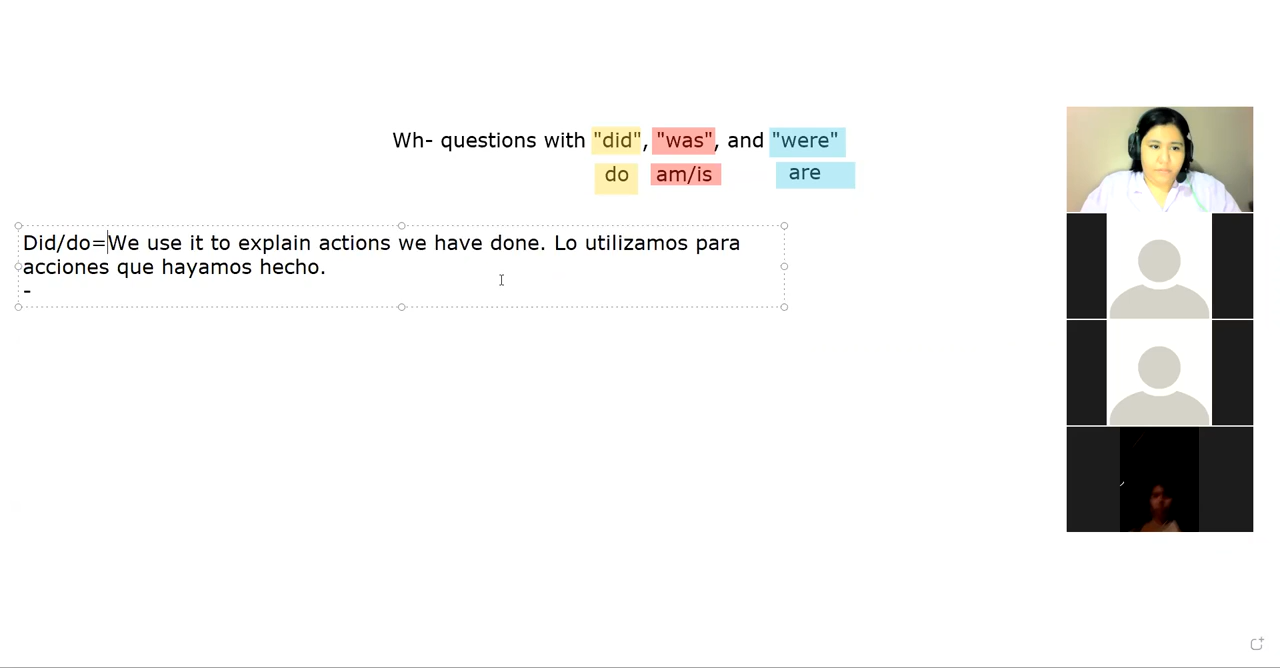 Wh- questions with "did", "was", and "were"
do am/is are
Did/do=We use it to explain actions we have done. Lo utilizamos para
acciones que hayamos hecho.
-